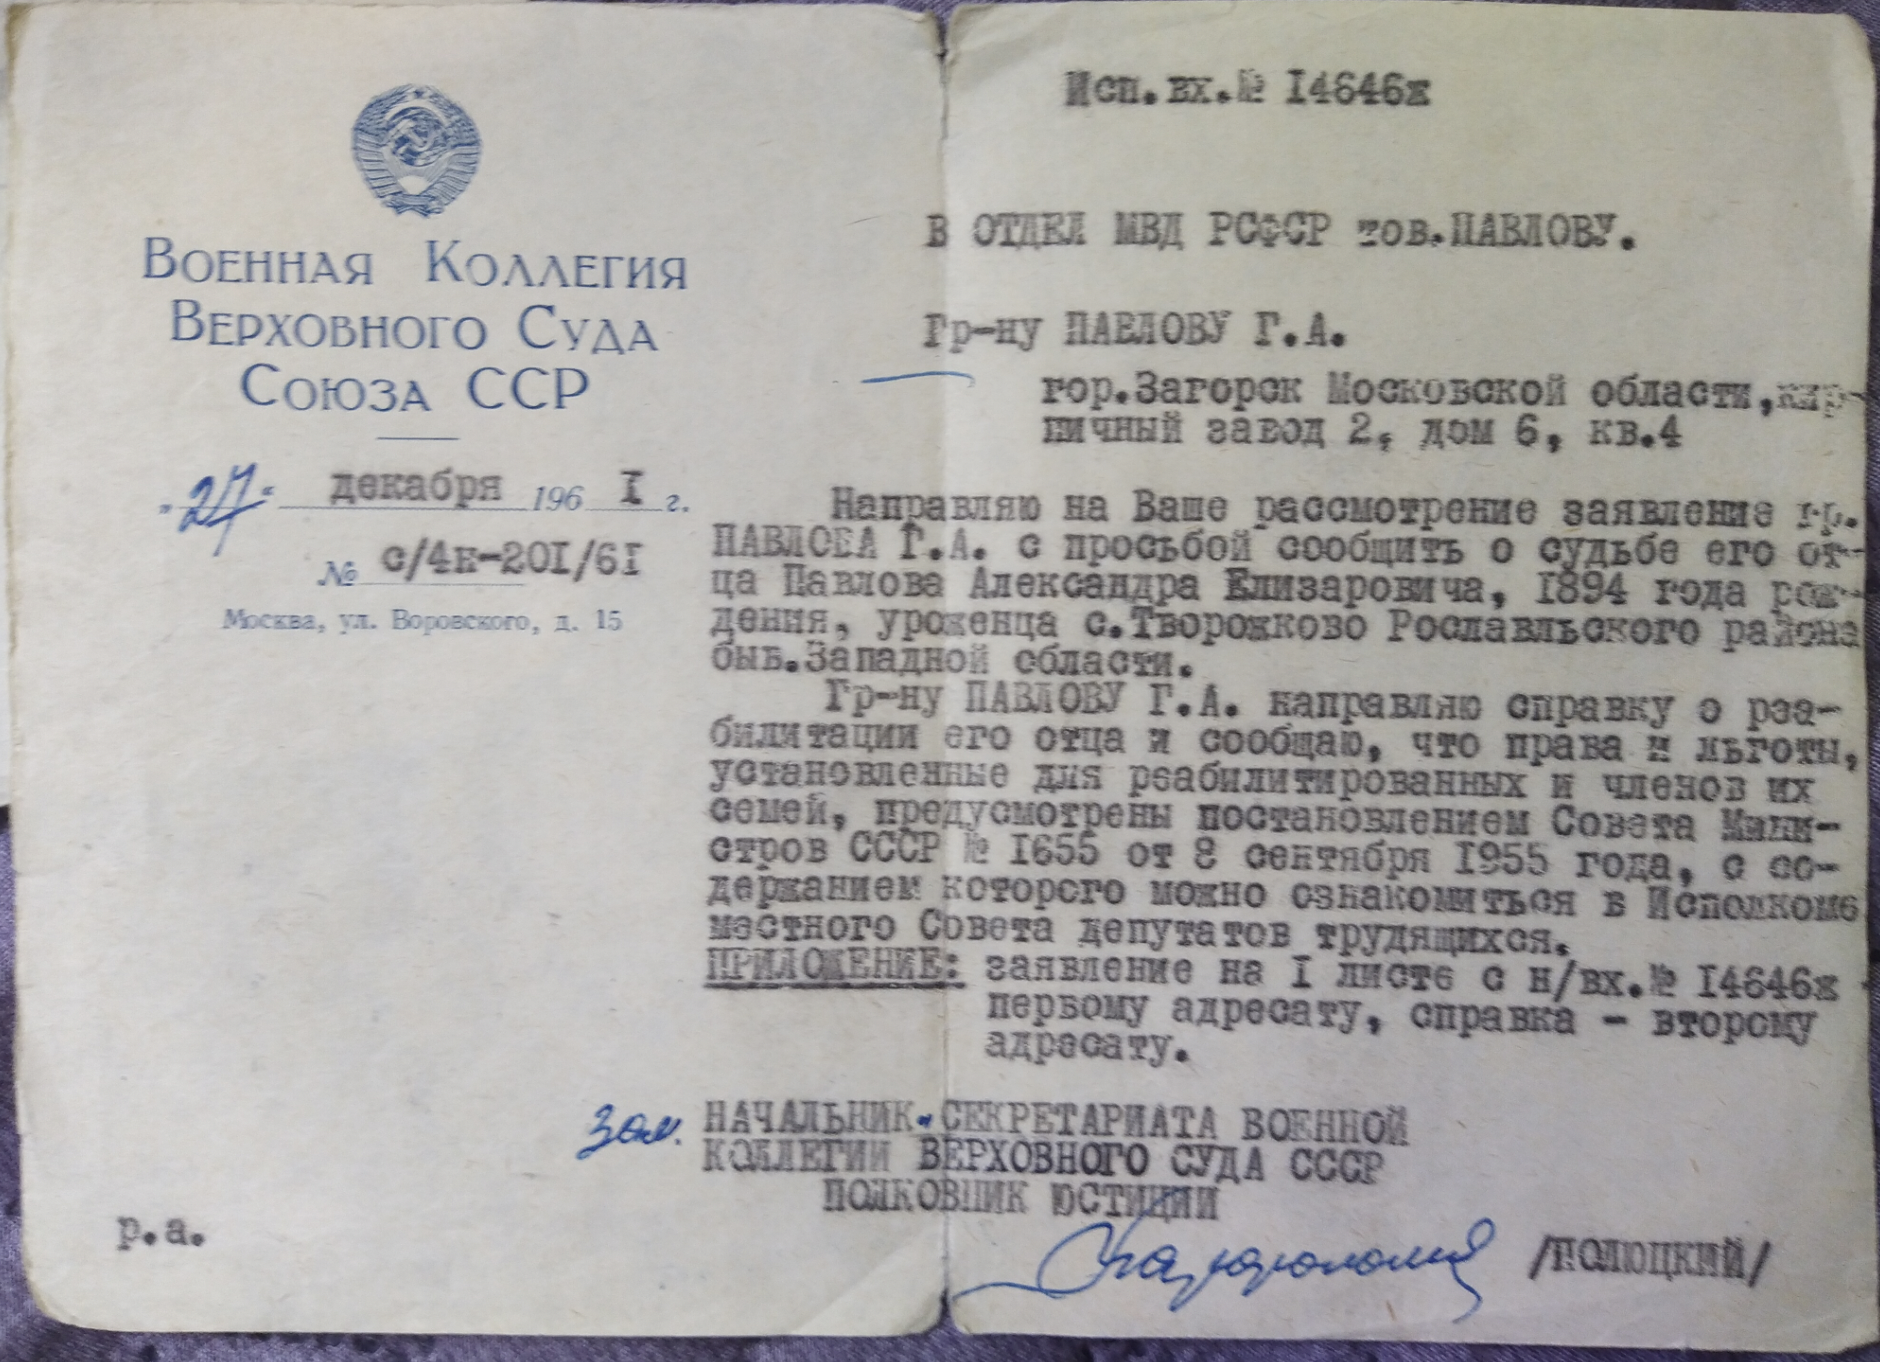 Военная Коллегия
Верховного Суда
Союза ССР
"27" декабря 196 I г.
№ с/4к-20I/6I
Москва, ул. Воровского, д. 15
Исп.вх.№ I4646ж
В ОТДЕЛ МВД РСФСР тов.ПАВЛОВУ.
Гр-ну ПАВЛОВУ Г.А.
гор.Загорск Московской области,кир-
пичный завод 2, дом 6, кв.4
Направляю на Ваше рассмотрение заявление гр.
ПАВЛОВА Г.А. с просьбой сообщить о судьбе его от-
ца Павлова Александра Елизаровича, I894 года рож-
дения, уроженца с.Творожково Рославльского района
быв.Западной области.
Гр-ну ПАВЛОВУ Г.А. направляю справку о реа-
билитации его отца и сообщаю, что права и льготы,
установленные для реабилитированных и членов их
семей, предусмотрены постановлением Совета Мини-
стров СССР № I655 от 8 сентября I955 года, с со-
держанием которого можно ознакомиться в Исполкоме
местного Совета депутатов трудящихся.
ПРИЛОЖЕНИЕ: заявление на I листе с н/вх.№ I4646ж
первому адресату, справка - второму
адресату.
Зам. НАЧАЛЬНИК СЕКРЕТАРИАТА ВОЕННОЙ
КОЛЛЕГИИ ВЕРХОВНОГО СУДА СССР
ПОЛКОВНИК ЮСТИЦИИ
/ПОЛЮЦКИЙ/
р.а.